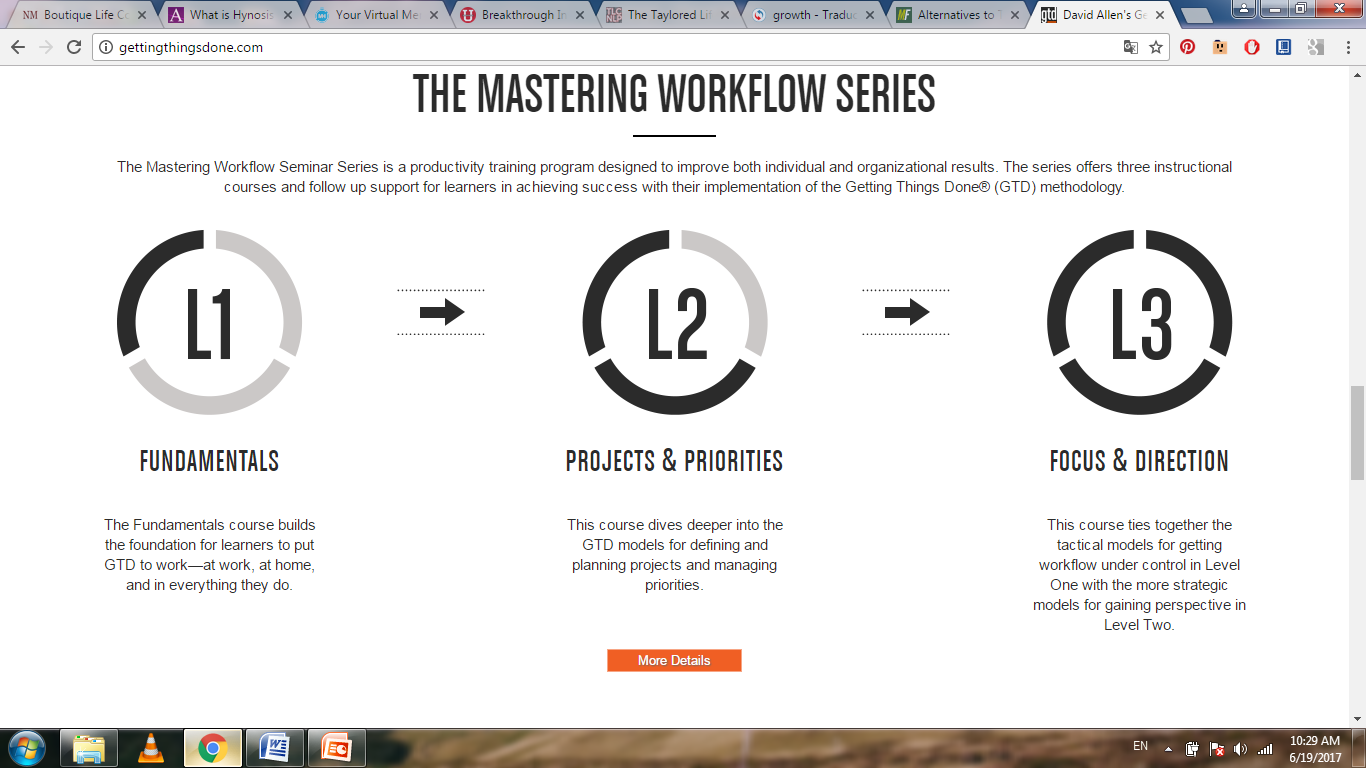 NM Boutique Life Co
A What is Hynosis
Your Virtual Me
Breakthrough In
TLC NLP The Taylored Lif
growth - Traduc
MF Alternatives to T
gtd David Allen's Ge
gettingthingsdone.com
THE MASTERING WORKFLOW SERIES
The Mastering Workflow Seminar Series is a productivity training program designed to improve both individual and organizational results. The series offers three instructional
courses and follow up support for learners in achieving success with their implementation of the Getting Things Done® (GTD) methodology.
L1
L2
L3
FUNDAMENTALS
PROJECTS & PRIORITIES
FOCUS & DIRECTION
The Fundamentals course builds
the foundation for learners to put
GTD to work—at work, at home,
and in everything they do.
This course dives deeper into the
GTD models for defining and
planning projects and managing
priorities.
This course ties together the
tactical models for getting
workflow under control in Level
One with the more strategic
models for gaining perspective in
Level Two.
More Details
EN
10:29 AM
6/19/2017